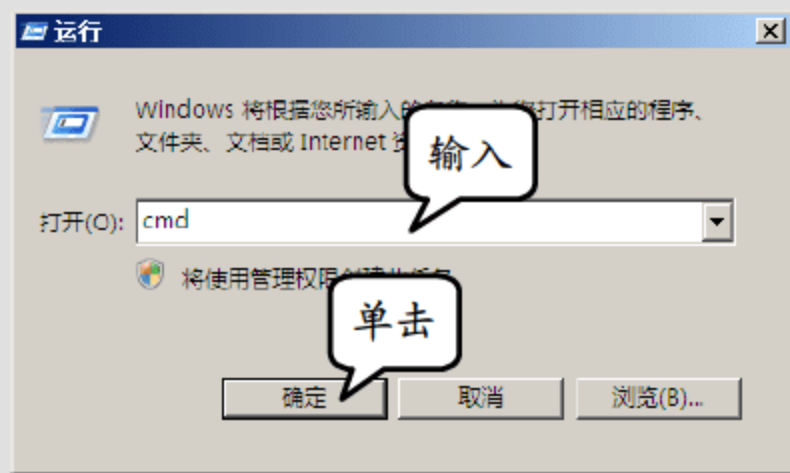 运行
Windows 将根据您所输入的
打开相应的程序、
文件夹、文档或 Internet 资
输入
打开(O):
cmd
将使用管理权限
单击
确定
取消
浏览(B)...